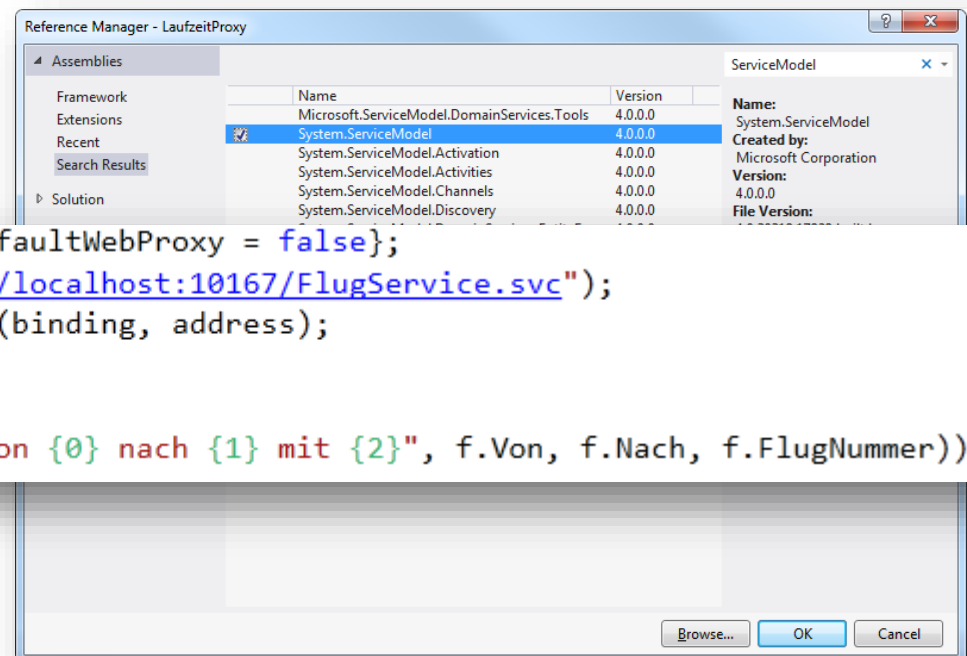 Reference Manager - LaufzeitProxy
Assemblies
Framework
Extensions
Recent
Search Results
Solution
ServiceModel
Name Version
Microsoft.ServiceModel.DomainServices.Tools 4.0.0.0
System.ServiceModel 4.0.0.0
System.ServiceModel.Activation 4.0.0.0
System.ServiceModel.Activities 4.0.0.0
System.ServiceModel.Channels 4.0.0.0
System.ServiceModel.Discovery 4.0.0.0
Name:
System.ServiceModel
Created by:
Microsoft Corporation
Version:
4.0.0.0
File Version:
faultWebProxy = false};
/localhost:10167/FlugService.svc");
(binding, address);
on {0} nach {1} mit {2}", f.Von, f.Nach, f.FlugNummer))
Browse... OK Cancel